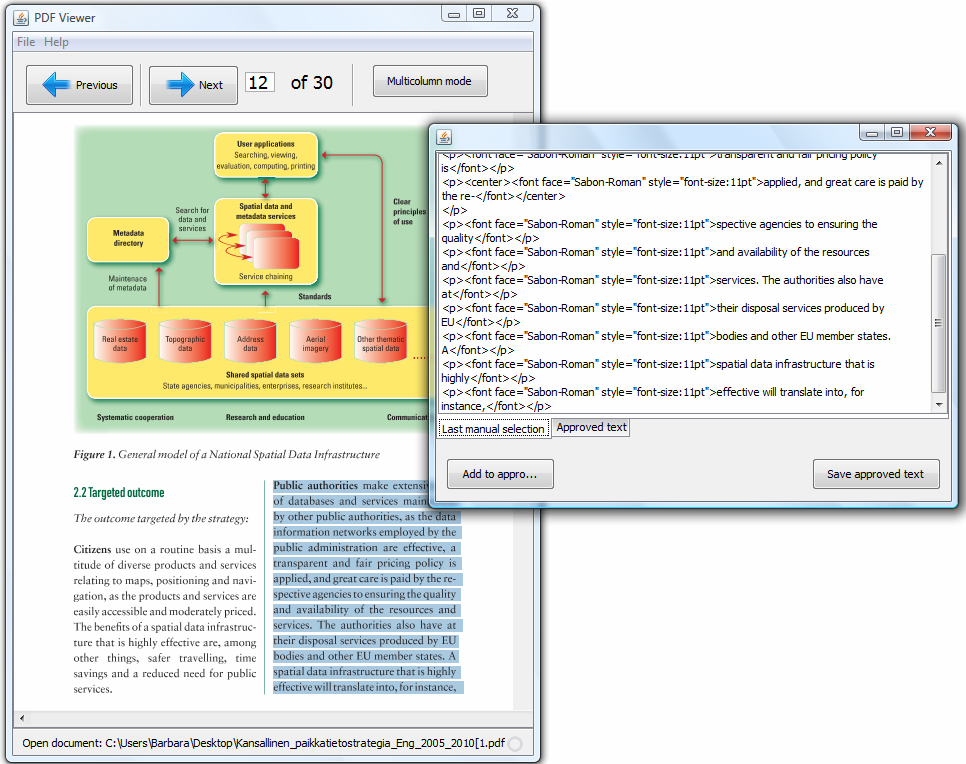 PDF Viewer
File Help
Previous
Next
12 of 30
Multicolumn mode
User applications
Searching, viewing,
evaluation, computing, printing
Search for
data and
services
Spatial data and
metadata services
Service chaining
Metadata
directory
Clear
principles
of use
Maintenace
of metadata
Standards
Real estate
data
Topographic
data
Address
data
Aerial
imagery
Other thematic
spatial data
.....
Shared spatial data sets
State agencies, municipalities, enterprises, research institutes...
Systematic cooperation
Research and education
Communicat
Figure 1. General model of a National Spatial Data Infrastructure
2.2 Targeted outcome
The outcome targeted by the strategy:
Citizens use on a routine basis a mul-
titude of diverse products and services
relating to maps, positioning and navi-
gation, as the products and services are
easily accessible and moderately priced.
The benefits of a spatial data infrastruc-
ture that is highly effective are, among
other things, safer travelling, time
savings and a reduced need for public
services.
Public authorities make extensiv
of databases and services main
by other public authorities, as the data
information networks employed by the
public administration are effective, a
transparent and fair pricing policy is
applied, and great care is paid by the re-
spective agencies to ensuring the quality
and availability of the resources and
services. The authorities also have at
their disposal services produced by EU
bodies and other EU member states. A
spatial data infrastructure that is highly
effective will translate into, for instance,
Open document: C:\Users\Barbara\Desktop\Kansallinen_paikkatietostrategia_Eng_2005_2010[1.pdf
<p><font face="Sabon-Roman" style="font-size:11pt">transparent and fair pricing policy
is</font></p>
<p><center><font face="Sabon-Roman" style="font-size:11pt">applied, and great care is paid by
the re-</font></center>
</p>
<p><font face="Sabon-Roman" style="font-size:11pt">spective agencies to ensuring the
quality</font></p>
<p><font face="Sabon-Roman" style="font-size:11pt">and availability of the resources
and</font></p>
<p><font face="Sabon-Roman" style="font-size:11pt">services. The authorities also have
at</font></p>
<p><font face="Sabon-Roman" style="font-size:11pt">their disposal services produced by
EU</font></p>
<p><font face="Sabon-Roman" style="font-size:11pt">bodies and other EU member states.
A</font></p>
<p><font face="Sabon-Roman" style="font-size:11pt">spatial data infrastructure that is
highly</font></p>
<p><font face="Sabon-Roman" style="font-size:11pt">effective will translate into, for
instance,</font></p>
Last manual selection
Approved text
Add to appro...
Save approved text